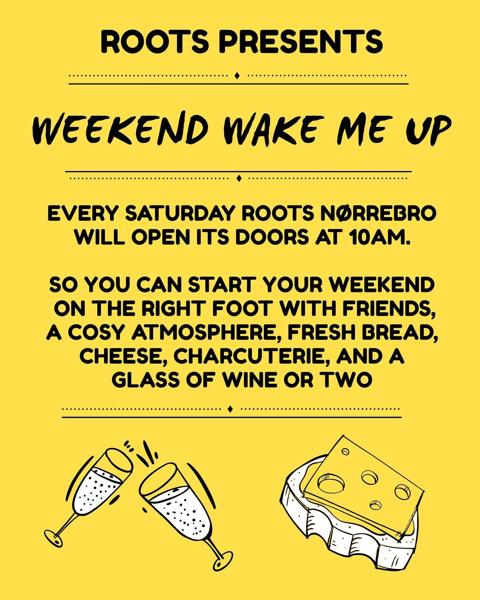 ROOTS PRESENTS
WEEKEND WAKE ME UP
EVERY SATURDAY ROOTS NØRREBRO
WILL OPEN ITS DOORS AT 10AM.
SO YOU CAN START YOUR WEEKEND
ON THE RIGHT FOOT WITH FRIENDS,
A COSY ATMOSPHERE, FRESH BREAD,
CHEESE, CHARCUTERIE, AND A
GLASS OF WINE OR TWO